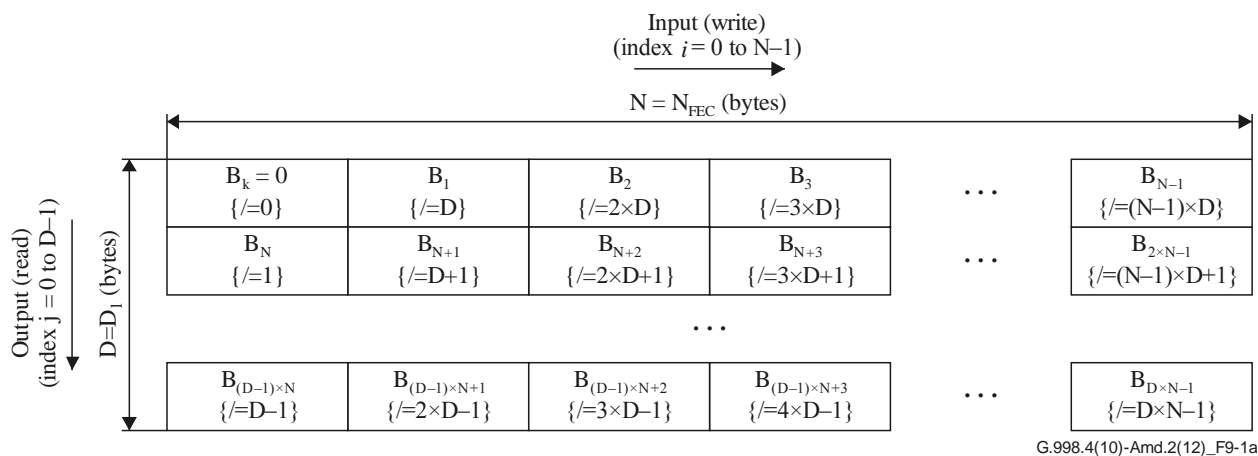 Input (write)
(index i = 0 to N–1)
N = N_FEC (bytes)
Output (read)
(index j = 0 to D–1)
D=D_1 (bytes)
B_k = 0 B_1 B_2 B_3 ... B_N–1
{/=0} {/=D} {/=2×D} {/=3×D} {/=(N–1)×D}
B_N B_N+1 B_N+2 B_N+3 ... B_2×N–1
{/=1} {/=D+1} {/=2×D+1} {/=3×D+1} {/=(N–1)×D+1}
...
B_(D–1)×N B_(D–1)×N+1 B_(D–1)×N+2 B_(D–1)×N+3 ... B_D×N–1
{/=D–1} {/=2×D–1} {/=3×D–1} {/=4×D–1} {/=D×N–1}
G.998.4(10)-Amd.2(12)_F9-1a